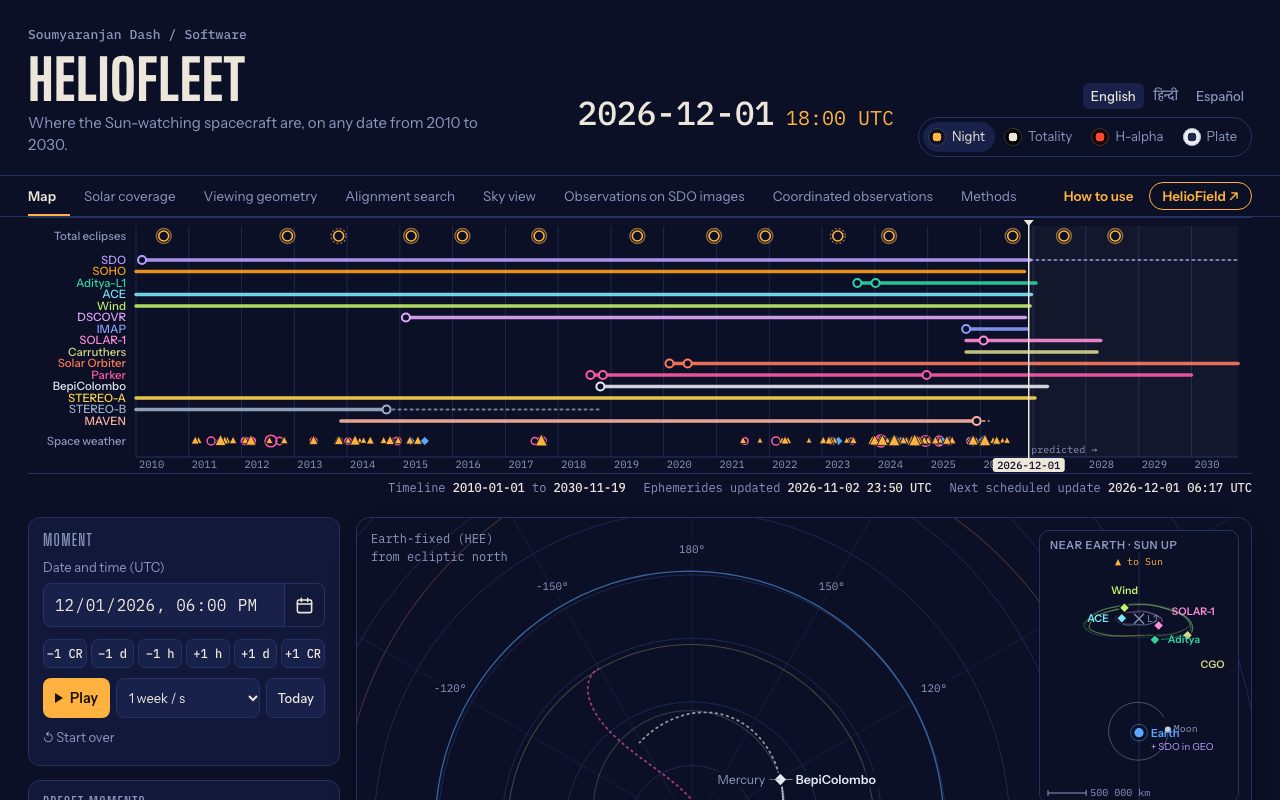 Soumyaranjan Dash / Software
HELIOFLEET
Where the Sun-watching spacecraft are, on any date from 2010 to
2030.
2026-12-01 18:00 UTC
English हिन्दी Español
Night Totality H-alpha Plate
Map Solar coverage Viewing geometry Alignment search Sky view Observations on SDO images Coordinated observations Methods How to use HelioField ↗
Total eclipses
SDO
SOHO
Aditya-L1
ACE
Wind
DSCOVR
IMAP
SOLAR-1
Carruthers
Solar Orbiter
Parker
BepiColombo
STEREO-A
STEREO-B
MAVEN
Space weather
predicted →
2010 2011 2012 2013 2014 2015 2016 2017 2018 2019 2020 2021 2022 2023 2024 2025 2026-12-01 2028 2029 2030
Timeline 2010-01-01 to 2030-11-19 Ephemerides updated 2026-11-02 23:50 UTC Next scheduled update 2026-12-01 06:17 UTC
MOMENT
Date and time (UTC)
12/01/2026, 06:00 PM
−1 CR −1 d −1 h +1 h +1 d +1 CR
Play 1 week / s Today
↺ Start over
PRESET MOMENTS
Earth-fixed (HEE)
from ecliptic north
180°
-150° 150°
-120° 120°
Mercury BepiColombo
NEAR EARTH · SUN UP
▲ to Sun
Wind
SOLAR-1
ACE L1
Aditya
CGO
Earth Moon
+ SDO in GEO
500 000 km